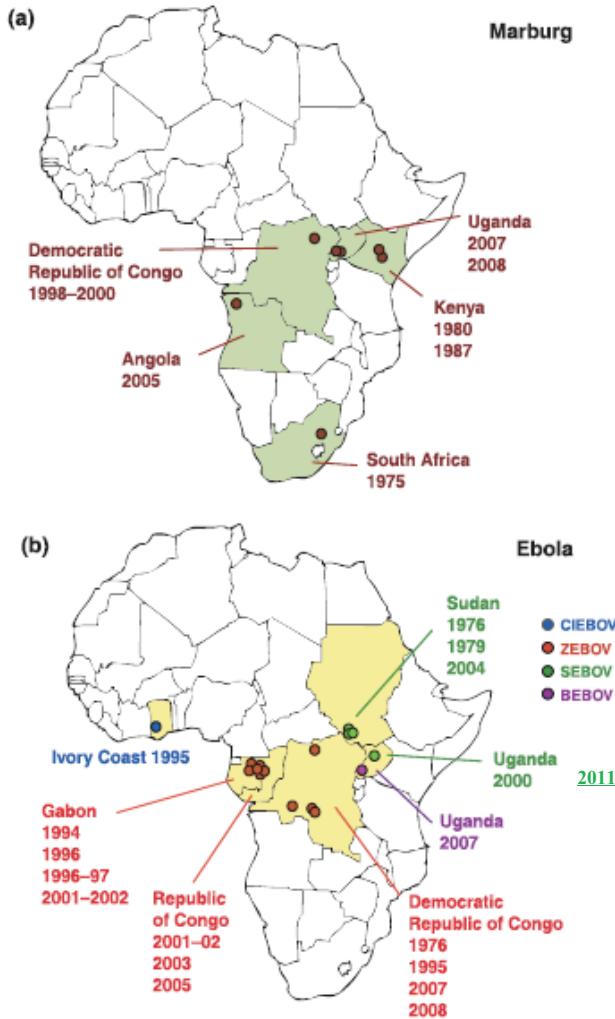 (a)
Marburg
Democratic
Republic of Congo
1998–2000
Uganda
2007
2008
Kenya
1980
1987
Angola
2005
South Africa
1975
(b)
Ebola
Sudan
1976
1979
2004
CIEBOV
ZEBOV
SEBOV
BEBOV
Ivory Coast 1995
Uganda
2000
2011
Uganda
2007
Gabon
1994
1996
1996–97
2001–2002
Republic
of Congo
2001–02
2003
2005
Democratic
Republic of Congo
1976
1995
2007
2008